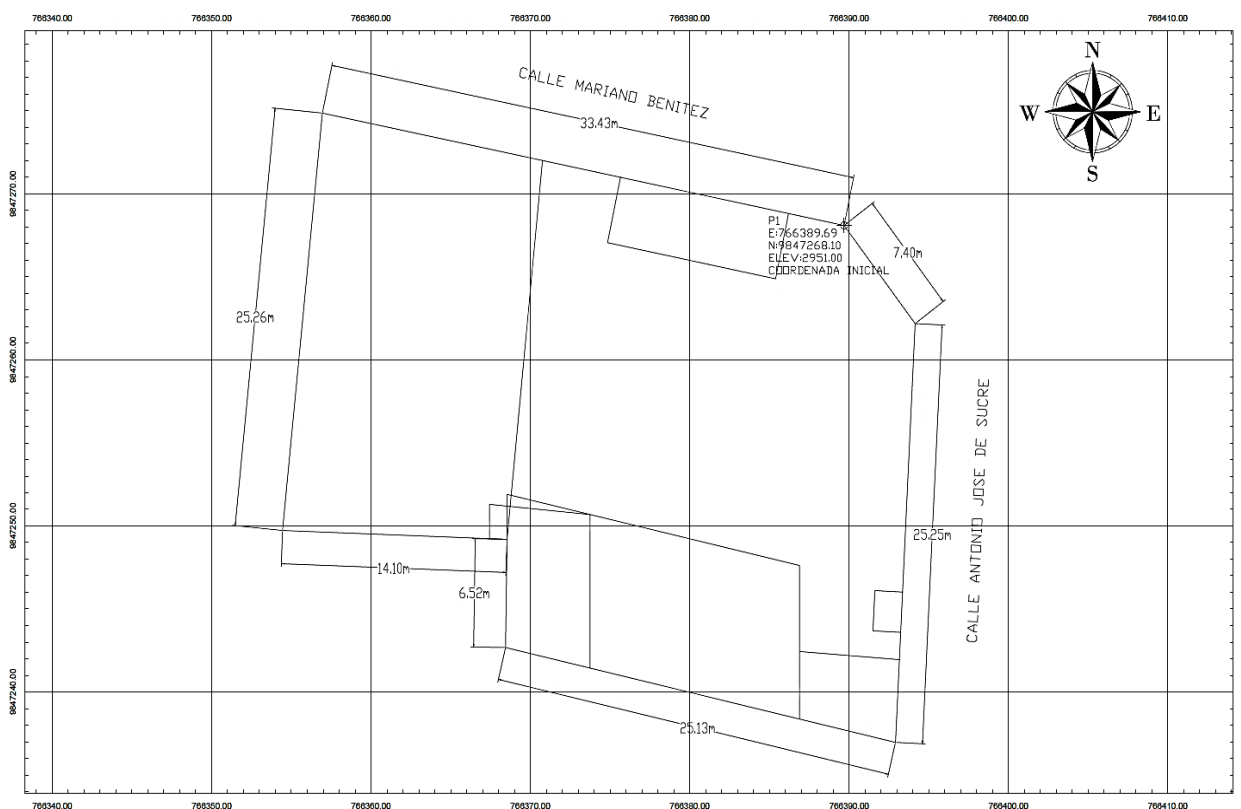 766340.00 766350.00 766360.00 766370.00 766380.00 766390.00 766400.00 766410.00
N
W E
S
CALLE MARIANO BENITEZ
33.43m
9847270.00
P1
E:766389.69
N:9847268.10
ELEV:2951.00
COORDENADA INICIAL
7.40m
25.26m
9847260.00
CALLE ANTONIO JOSE DE SUCRE
9847250.00
25.25m
14.10m
6.52m
9847240.00
25.13m
766340.00 766350.00 766360.00 766370.00 766380.00 766390.00 766400.00 766410.00